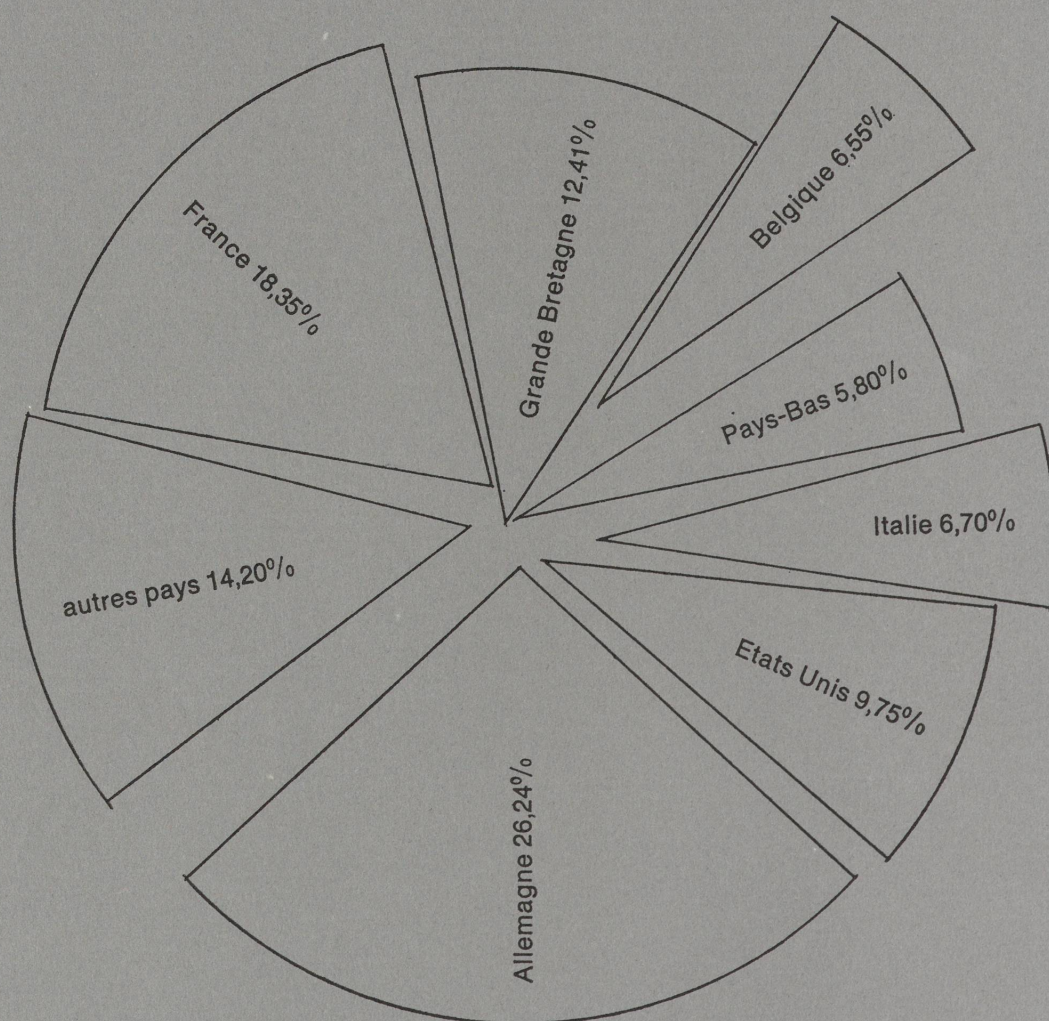 France 18,35%
Grande Bretagne 12,41%
Belgique 6,55%
Pays-Bas 5,80%
Italie 6,70%
Etats Unis 9,75%
Allemagne 26,24%
autres pays 14,20%